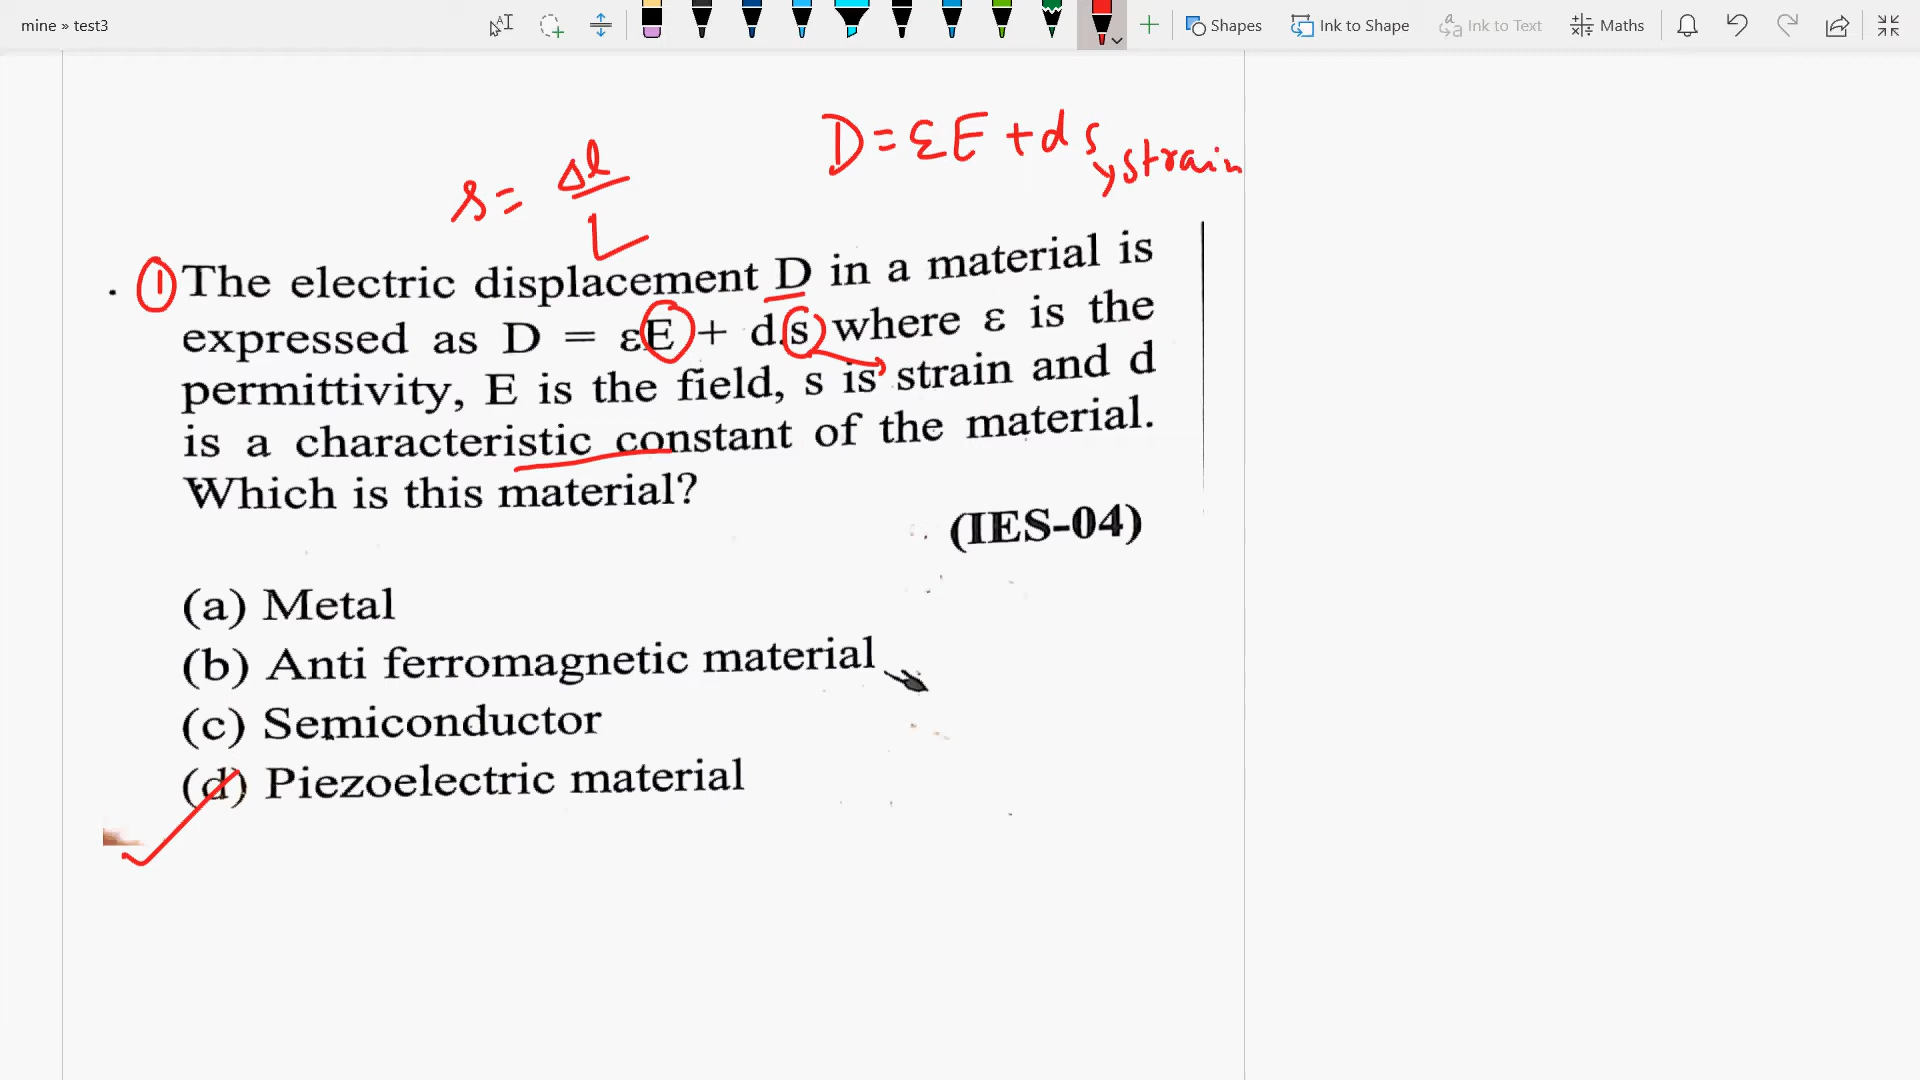 mine » test3
Shapes
Ink to Shape
Ink to Text
Maths
D = εE + d s
strain
s = Δl / L
. ① The electric displacement D in a material is
expressed as D = εE + d.s where ε is the
permittivity, E is the field, s is strain and d
is a characteristic constant of the material.
Which is this material?
(IES-04)
(a) Metal
(b) Anti ferromagnetic material
(c) Semiconductor
(d) Piezoelectric material